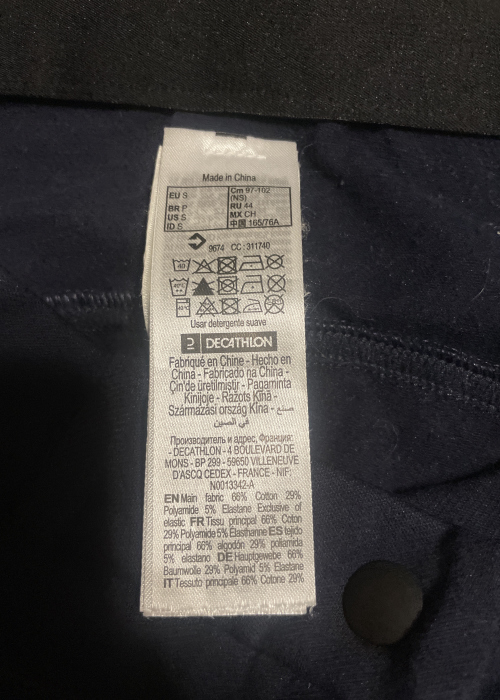 Made in China
EU S
BR P
US S
ID S
Cm 97-102
(NS)
RU 44
MX CH
中国 165/76A
9674 CC: 311740
40
Usar detergente suave
DECATHLON
Fabriqué en Chine - Hecho en
China - Fabricado na China -
Çin'de üretilmiştir - Pagaminta
Kinijoje - Ražots Ķīnā -
Származási ország Kína - صنع
في الصين
Производитель и адрес, Франция:
- DECATHLON - 4 BOULEVARD DE
MONS - BP 299 - 59650 VILLENEUVE
D'ASCQ CEDEX - FRANCE - NIF:
N0013342-A
EN Main fabric 66% Cotton 29%
Polyamide 5% Elastane Exclusive of
elastic FR Tissu principal 66% Coton
29% Polyamide 5% Elasthanne ES tejido
principal 66% algodón 29% poliamida
5% elastano DE Hauptgewebe 66%
Baumwolle 29% Polyamid 5% Elastane
IT Tessuto principale 66% Cotone 29%